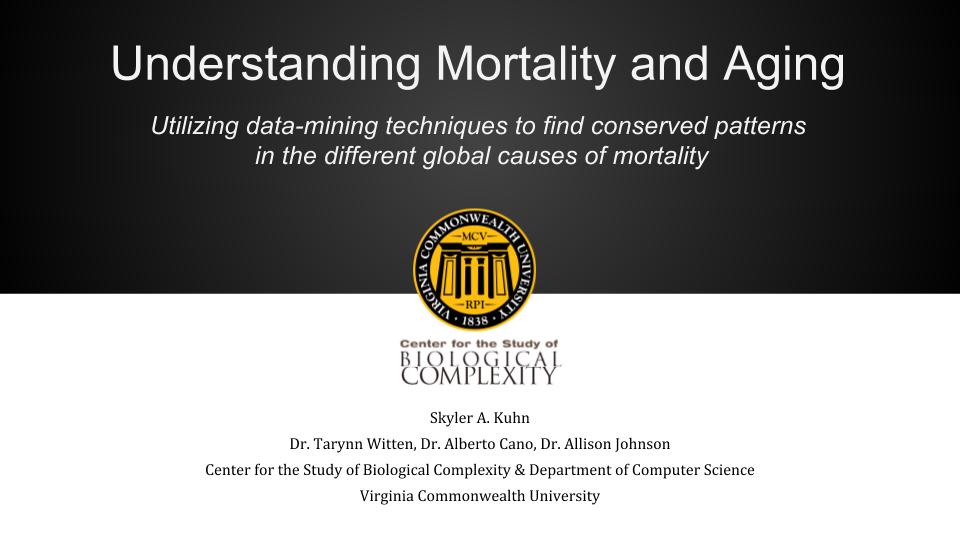 Understanding Mortality and Aging
Utilizing data-mining techniques to find conserved patterns
in the different global causes of mortality
VIRGINIA COMMONWEALTH UNIVERSITY
MCV
RPI
· 1838 ·
Center for the Study of
BIOLOGICAL
COMPLEXITY
Skyler A. Kuhn
Dr. Tarynn Witten, Dr. Alberto Cano, Dr. Allison Johnson
Center for the Study of Biological Complexity & Department of Computer Science
Virginia Commonwealth University